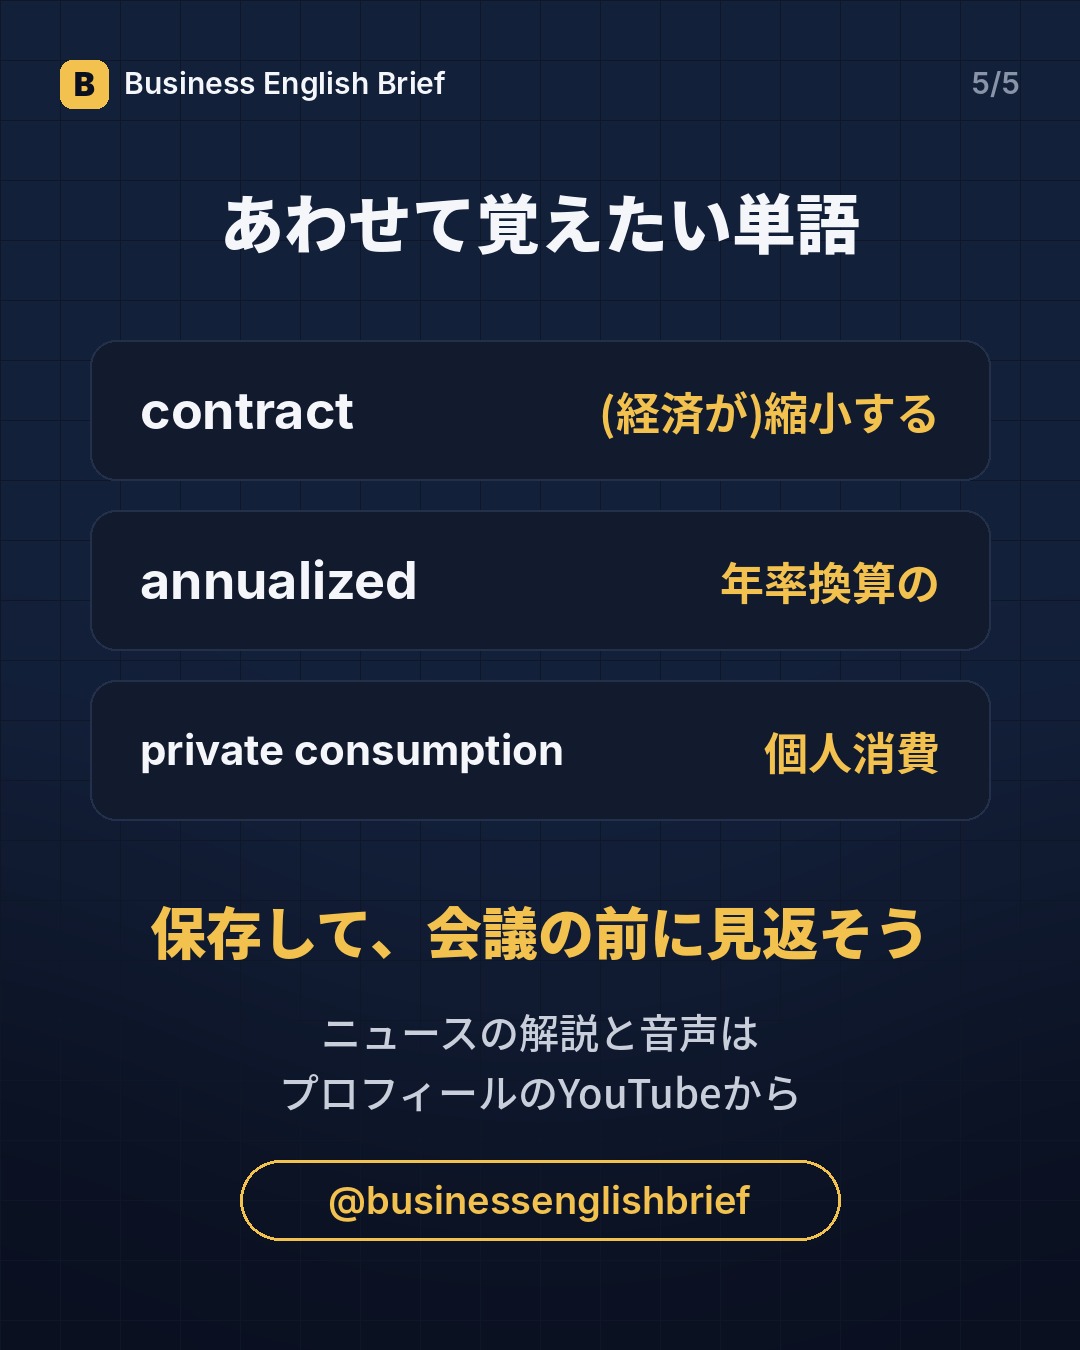 B Business English Brief 5/5
あわせて覚えたい単語
contract (経済が)縮小する
annualized 年率換算の
private consumption 個人消費
保存して、会議の前に見返そう
ニュースの解説と音声は
プロフィールのYouTubeから
@businessenglishbrief